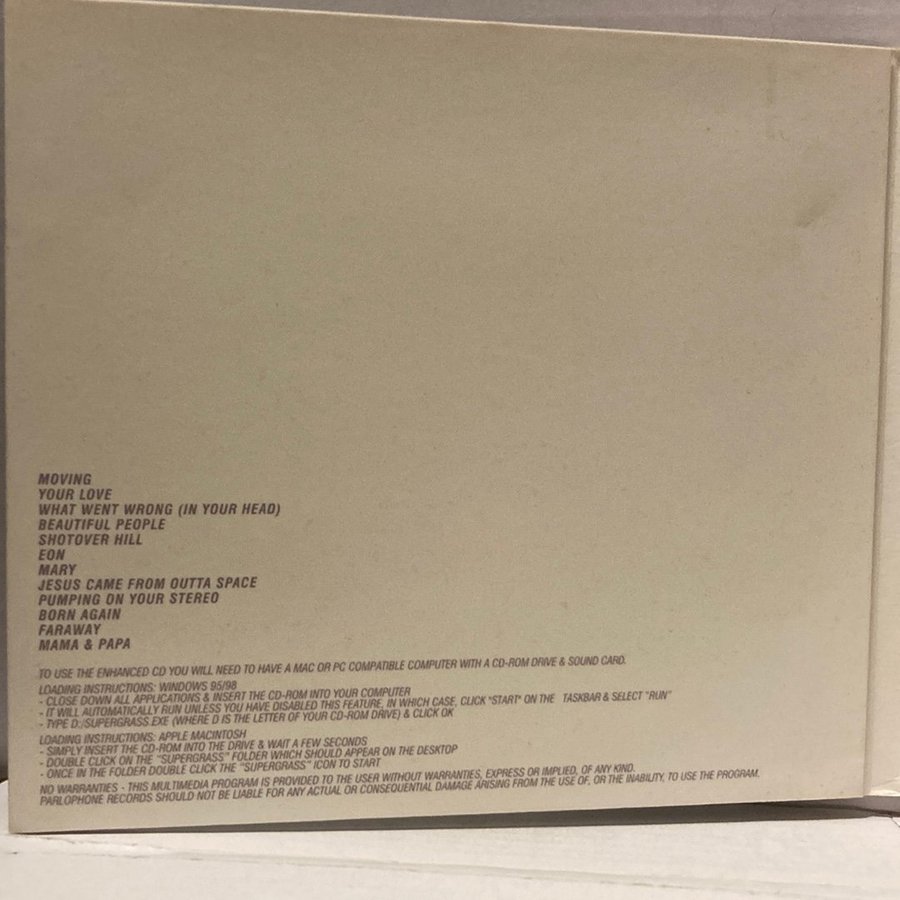 MOVING
YOUR LOVE
WHAT WENT WRONG (IN YOUR HEAD)
BEAUTIFUL PEOPLE
SHOTOVER HILL
EON
MARY
JESUS CAME FROM OUTTA SPACE
PUMPING ON YOUR STEREO
BORN AGAIN
FARAWAY
MAMA & PAPA
TO USE THE ENHANCED CD YOU WILL NEED TO HAVE A MAC OR PC COMPATIBLE COMPUTER WITH A CD-ROM DRIVE & SOUND CARD.
LOADING INSTRUCTIONS: WINDOWS 95/98
- CLOSE DOWN ALL APPLICATIONS & INSERT THE CD-ROM INTO YOUR COMPUTER
- IT WILL AUTOMATICALLY RUN UNLESS YOU HAVE DISABLED THIS FEATURE, IN WHICH CASE, CLICK "START" ON THE TASKBAR & SELECT "RUN"
- TYPE D:/SUPERGRASS.EXE (WHERE D IS THE LETTER OF YOUR CD-ROM DRIVE) & CLICK OK
LOADING INSTRUCTIONS: APPLE MACINTOSH
- SIMPLY INSERT THE CD-ROM INTO THE DRIVE & WAIT A FEW SECONDS
- DOUBLE CLICK ON THE "SUPERGRASS" FOLDER WHICH SHOULD APPEAR ON THE DESKTOP
- ONCE IN THE FOLDER DOUBLE CLICK THE "SUPERGRASS" ICON TO START
NO WARRANTIES - THIS MULTIMEDIA PROGRAM IS PROVIDED TO THE USER WITHOUT WARRANTIES, EXPRESS OR IMPLIED, OF ANY KIND.
PARLOPHONE RECORDS SHOULD NOT BE LIABLE FOR ANY ACTUAL OR CONSEQUENTIAL DAMAGE ARISING FROM THE USE OF, OR THE INABILITY, TO USE THE PROGRAM.